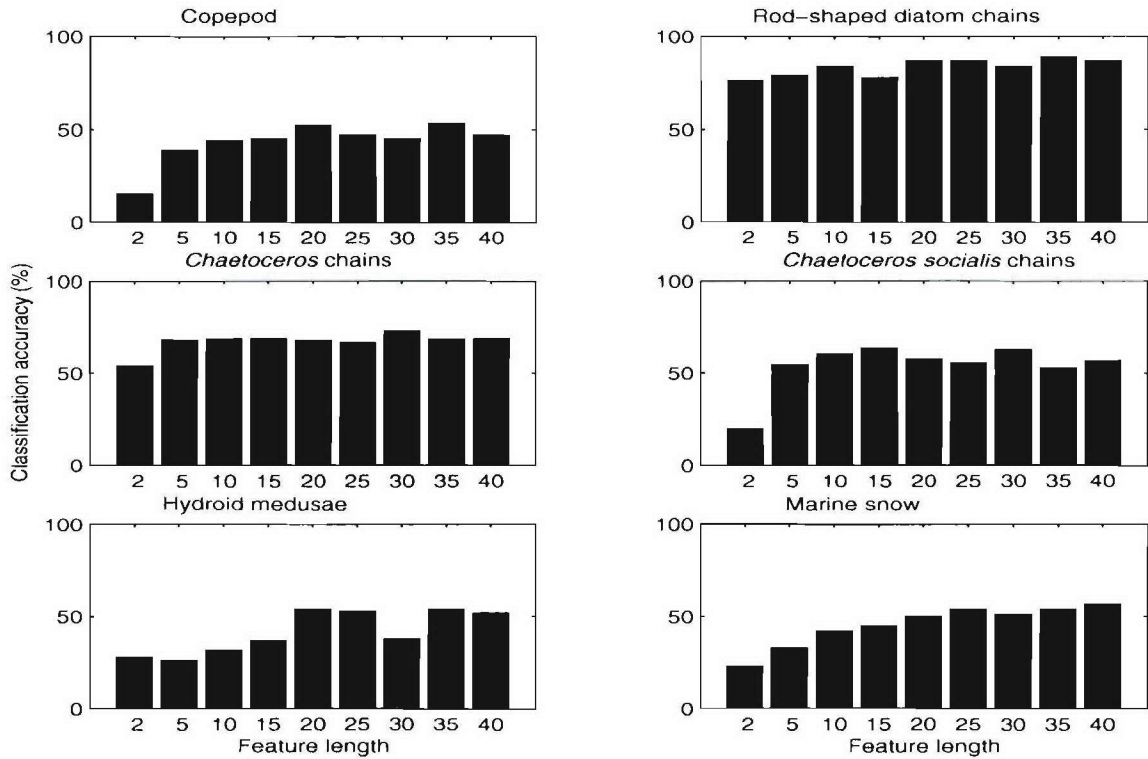 Copepod
100
50
0
2 5 10 15 20 25 30 35 40
Rod−shaped diatom chains
100
50
0
2 5 10 15 20 25 30 35 40
Classification accuracy (%)
Chaetoceros chains
100
50
0
2 5 10 15 20 25 30 35 40
Chaetoceros socialis chains
100
50
0
2 5 10 15 20 25 30 35 40
Hydroid medusae
100
50
0
2 5 10 15 20 25 30 35 40
Feature length
Marine snow
100
50
0
2 5 10 15 20 25 30 35 40
Feature length